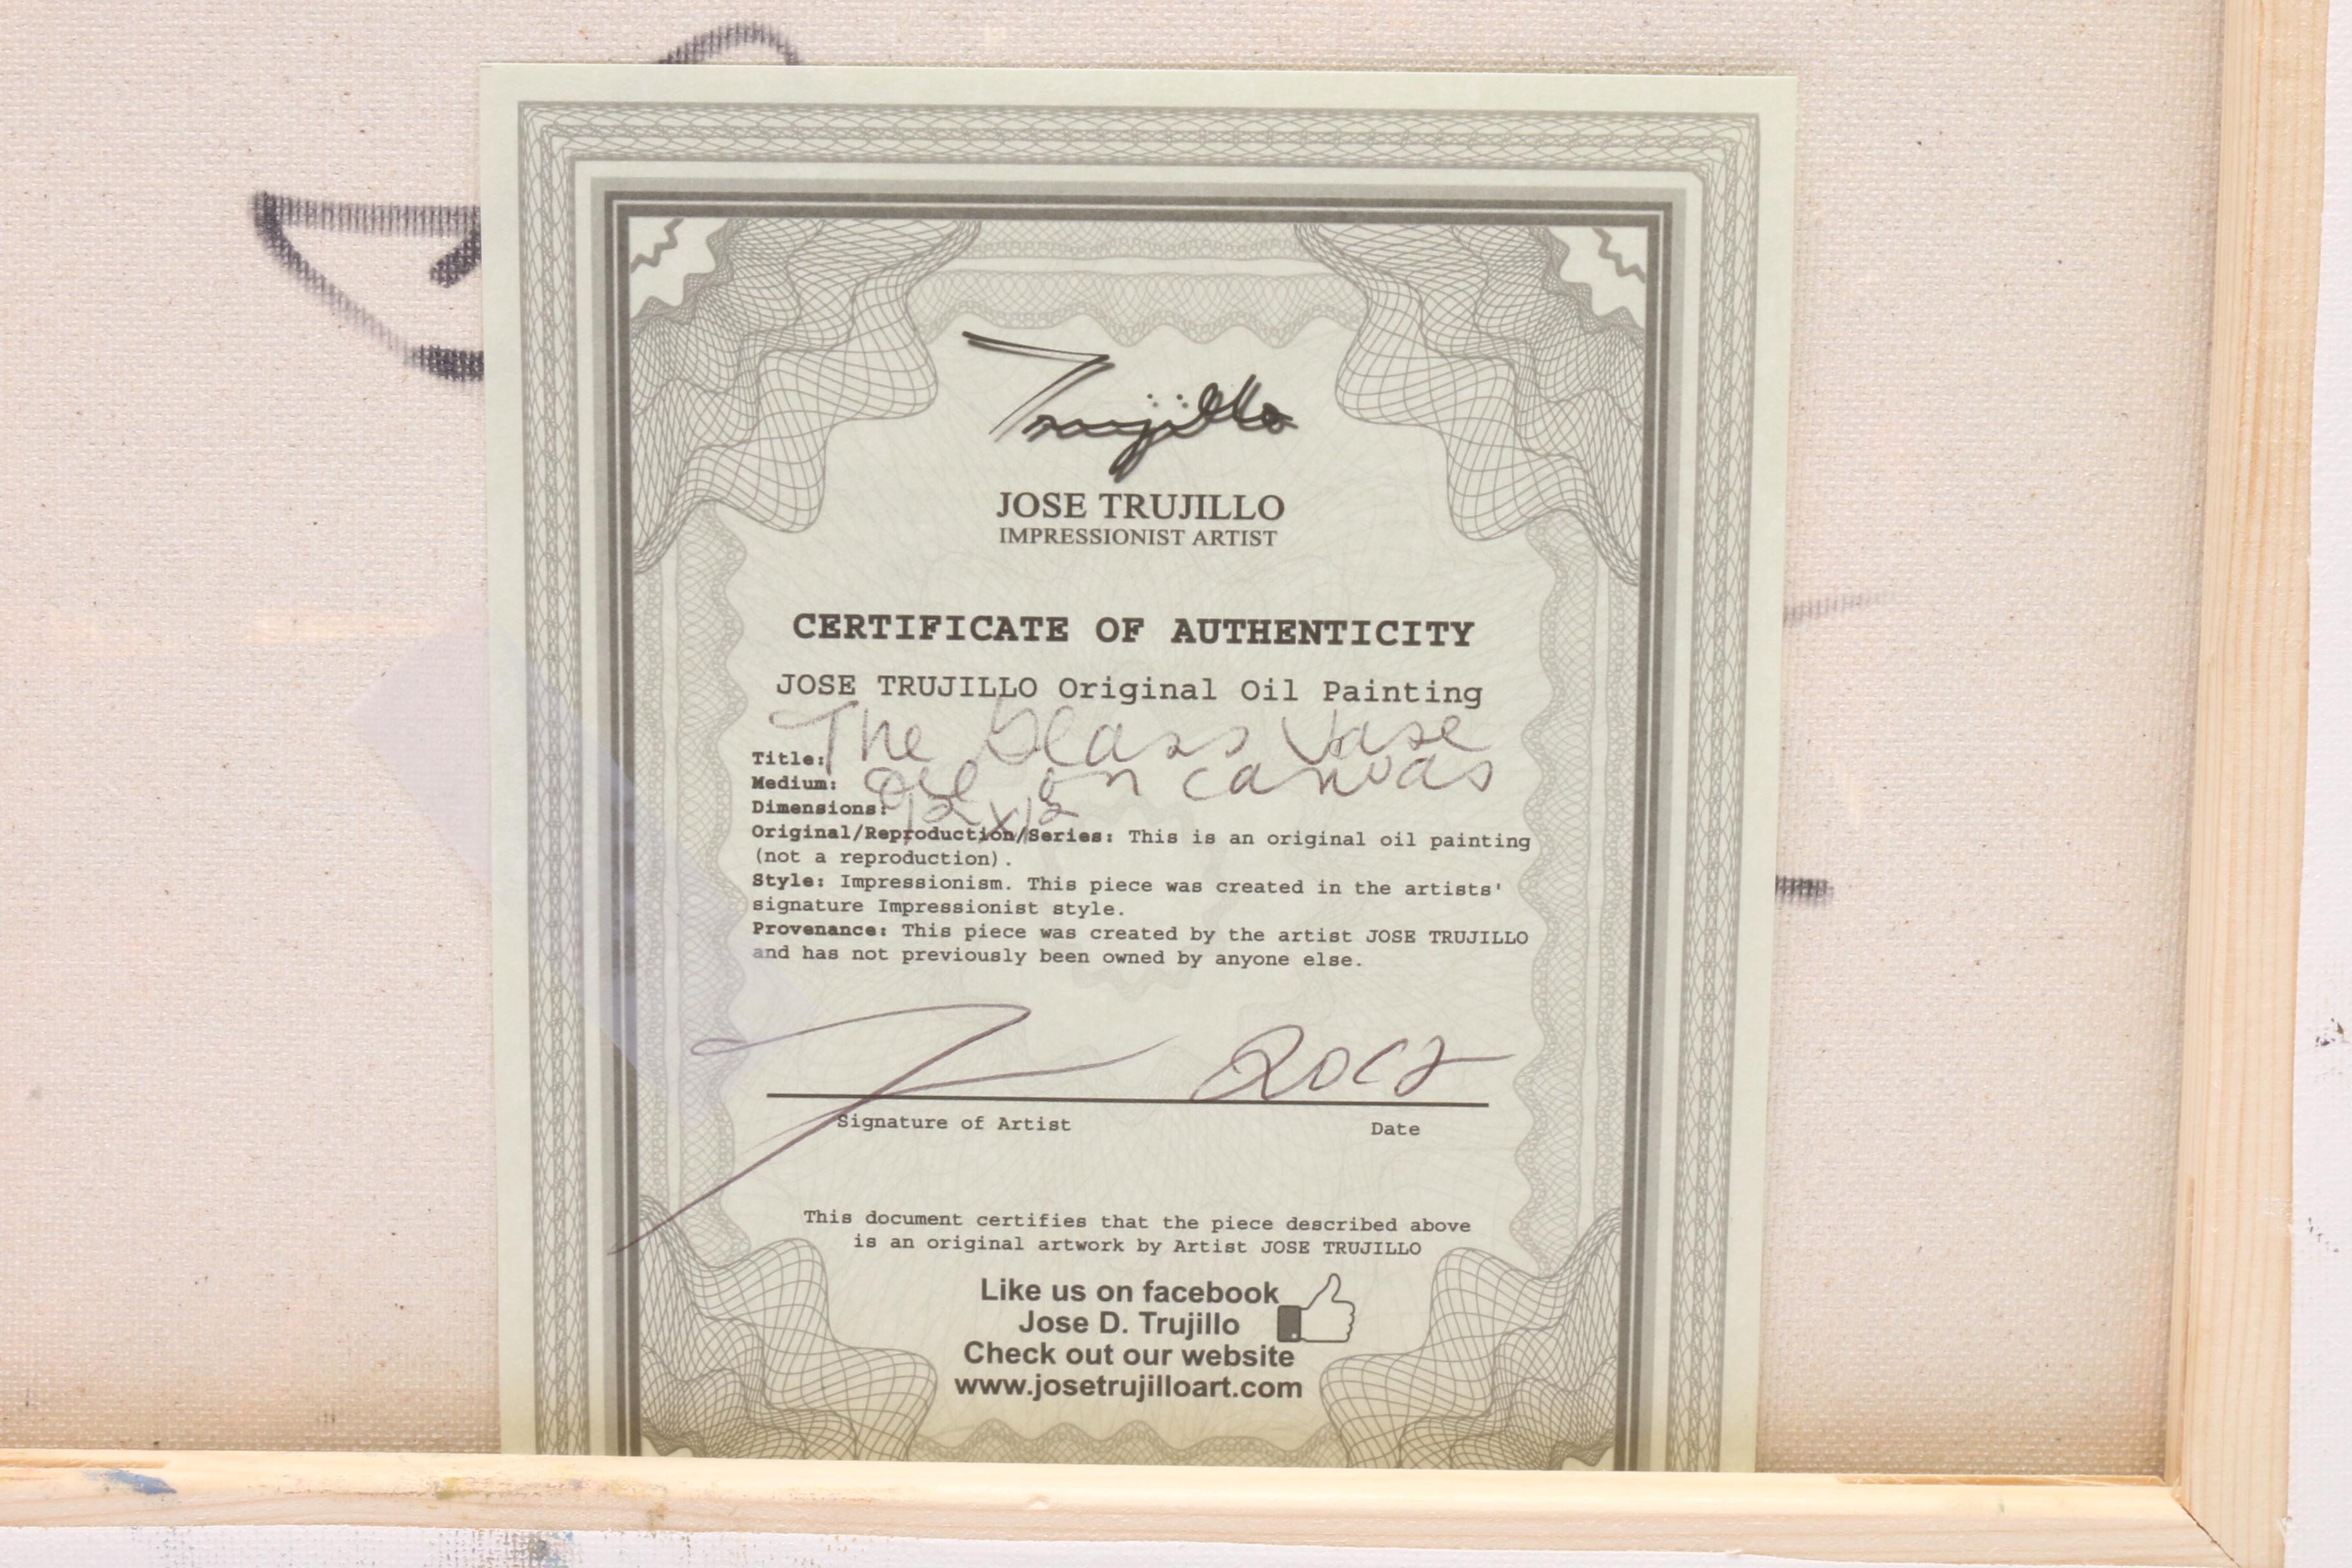 Trujillo
JOSE TRUJILLO
IMPRESSIONIST ARTIST
CERTIFICATE OF AUTHENTICITY
JOSE TRUJILLO Original Oil Painting
Title: The Glass Vase
Medium: oil on canvas
Dimensions: 12x12
Original/Reproduction/Series: This is an original oil painting
(not a reproduction).
Style: Impressionism. This piece was created in the artists'
signature Impressionist style.
Provenance: This piece was created by the artist JOSE TRUJILLO
and has not previously been owned by anyone else.
Signature of Artist
Date
This document certifies that the piece described above
is an original artwork by Artist JOSE TRUJILLO
Like us on facebook
Jose D. Trujillo
Check out our website
www.josetrujilloart.com